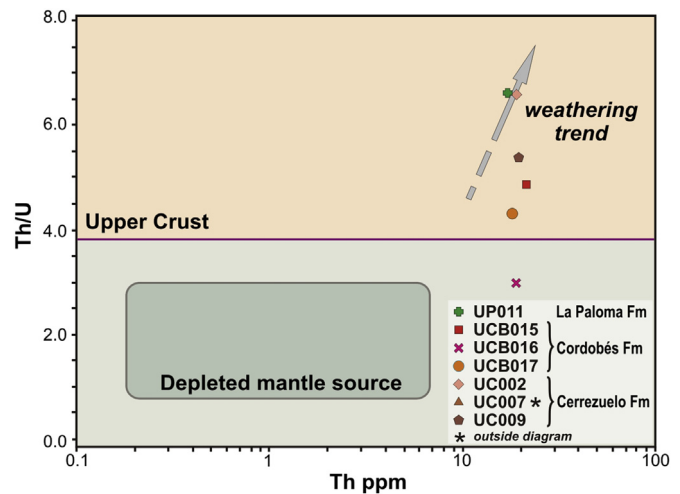 8.0
6.0
4.0
2.0
0.0
Th/U
weathering
trend
Upper Crust
Depleted mantle source
UP011 La Paloma Fm
UCB015
UCB016 Cordobés Fm
UCB017
UC002
UC007 * Cerrezuelo Fm
UC009
* outside diagram
0.1 1 10 100
Th ppm